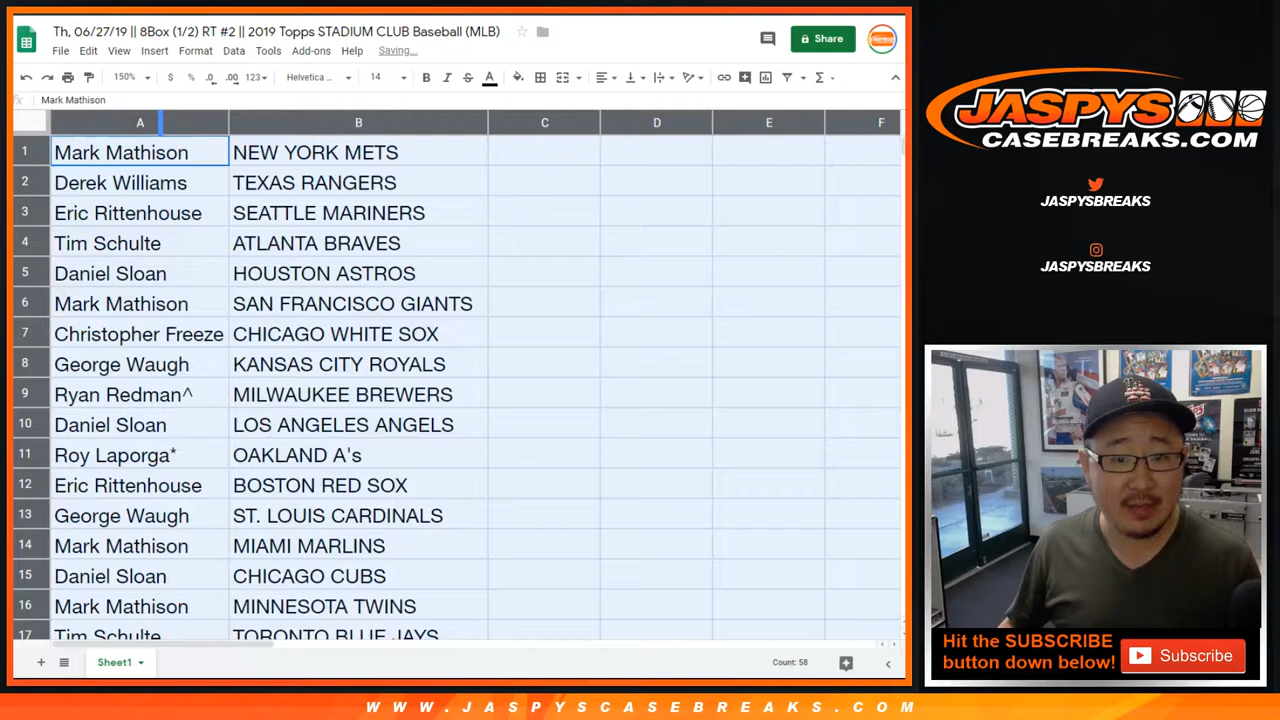 Th, 06/27/19 || 8Box (1/2) RT #2 || 2019 Topps STADIUM CLUB Baseball (MLB)
File Edit View Insert Format Data Tools Add-ons Help Saving...
Share
150% $ % .0 .00 123 Helvetica ... 14 B I S A
fx Mark Mathison
A B C D E F
1 Mark Mathison NEW YORK METS
2 Derek Williams TEXAS RANGERS
3 Eric Rittenhouse SEATTLE MARINERS
4 Tim Schulte ATLANTA BRAVES
5 Daniel Sloan HOUSTON ASTROS
6 Mark Mathison SAN FRANCISCO GIANTS
7 Christopher Freeze CHICAGO WHITE SOX
8 George Waugh KANSAS CITY ROYALS
9 Ryan Redman^ MILWAUKEE BREWERS
10 Daniel Sloan LOS ANGELES ANGELS
11 Roy Laporga* OAKLAND A's
12 Eric Rittenhouse BOSTON RED SOX
13 George Waugh ST. LOUIS CARDINALS
14 Mark Mathison MIAMI MARLINS
15 Daniel Sloan CHICAGO CUBS
16 Mark Mathison MINNESOTA TWINS
17 Tim Schulte TORONTO BLUE JAYS
Sheet1
Count: 58
JASPYS
CASEBREAKS.COM
JASPYSBREAKS
JASPYSBREAKS
Hit the SUBSCRIBE
button down below!
Subscribe
WWW.JASPYSCASEBREAKS.COM